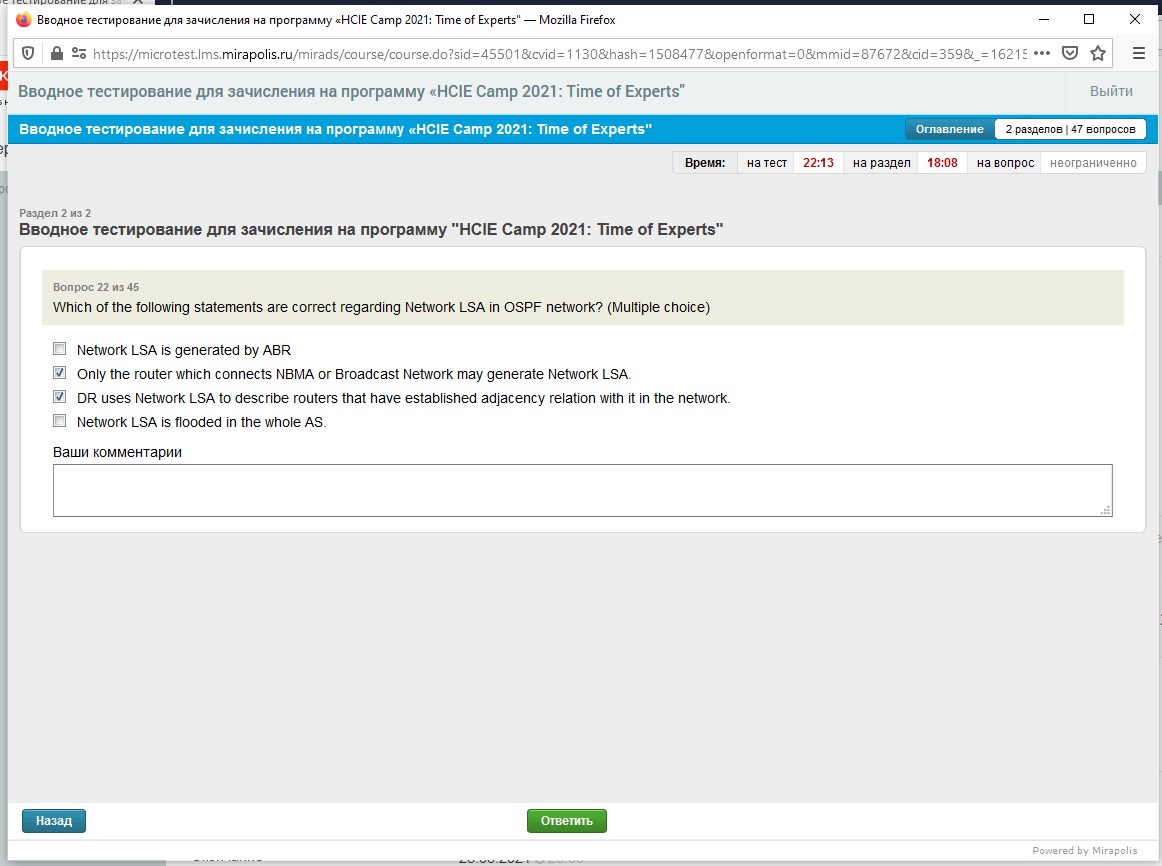 Вводное тестирование для зачисления на программу «HCIE Camp 2021: Time of Experts" — Mozilla Firefox
https://microtest.lms.mirapolis.ru/mirads/course/course.do?sid=45501&cvid=1130&hash=1508477&openformat=0&mmid=87672&cid=359&_=16215
Вводное тестирование для зачисления на программу «HCIE Camp 2021: Time of Experts"
Выйти
Вводное тестирование для зачисления на программу «HCIE Camp 2021: Time of Experts"
Оглавление
2 разделов | 47 вопросов
Время: на тест 22:13 на раздел 18:08 на вопрос неограниченно
Раздел 2 из 2
Вводное тестирование для зачисления на программу "HCIE Camp 2021: Time of Experts"
Вопрос 22 из 45
Which of the following statements are correct regarding Network LSA in OSPF network? (Multiple choice)
Network LSA is generated by ABR
Only the router which connects NBMA or Broadcast Network may generate Network LSA.
DR uses Network LSA to describe routers that have established adjacency relation with it in the network.
Network LSA is flooded in the whole AS.
Ваши комментарии
Назад
Ответить
Powered by Mirapolis